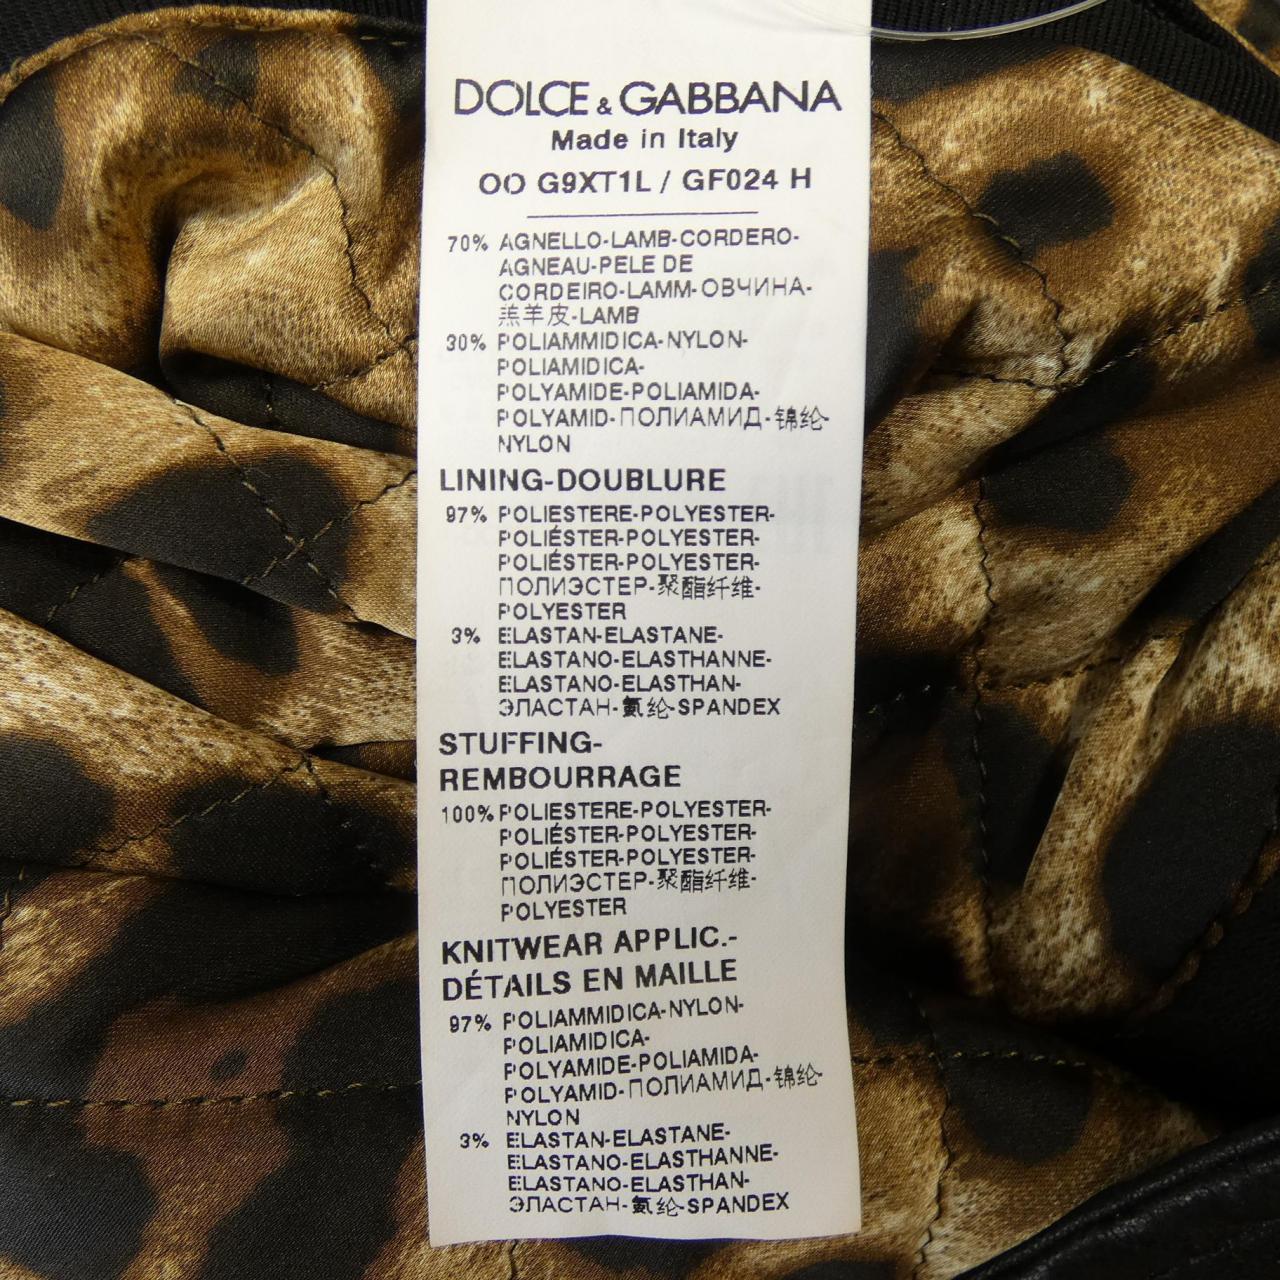 DOLCE & GABBANA
Made in Italy
OO G9XT1L / GF024 H
70% AGNELLO-LAMB-CORDERO-
AGNEAU-PELE DE
CORDEIRO-LAMM-ОВЧИНА-
羔羊皮-LAMB
30% POLIAMMIDICA-NYLON-
POLIAMIDICA-
POLYAMIDE-POLIAMIDA-
POLYAMID-ПОЛИАМИД-锦纶-
NYLON
LINING-DOUBLURE
97% POLIESTERE-POLYESTER-
POLIÉSTER-POLYESTER-
POLIÉSTER-POLYESTER-
ПОЛИЭСТЕР-聚酯纤维-
POLYESTER
3% ELASTAN-ELASTANE-
ELASTANO-ELASTHANNE-
ELASTANO-ELASTHAN-
ЭЛАСТАН-氨纶-SPANDEX
STUFFING-
REMBOURRAGE
100% POLIESTERE-POLYESTER-
POLIÉSTER-POLYESTER-
POLIÉSTER-POLYESTER-
ПОЛИЭСТЕР-聚酯纤维-
POLYESTER
KNITWEAR APPLIC.-
DÉTAILS EN MAILLE
97% POLIAMMIDICA-NYLON-
POLIAMIDICA-
POLYAMIDE-POLIAMIDA-
POLYAMID-ПОЛИАМИД-锦纶-
NYLON
3% ELASTAN-ELASTANE-
ELASTANO-ELASTHANNE-
ELASTANO-ELASTHAN-
ЭЛАСТАН-氨纶-SPANDEX